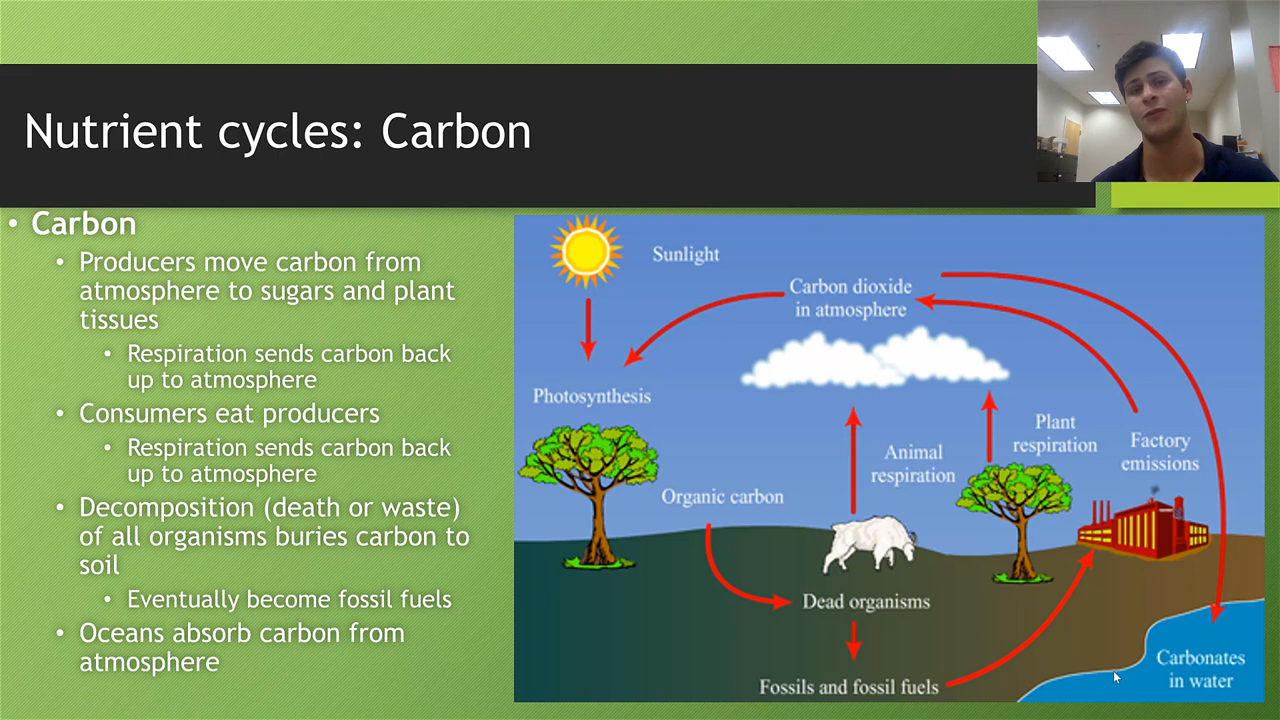 Nutrient cycles: Carbon
• Carbon
• Producers move carbon from
atmosphere to sugars and plant
tissues
• Respiration sends carbon back
up to atmosphere
• Consumers eat producers
• Respiration sends carbon back
up to atmosphere
• Decomposition (death or waste)
of all organisms buries carbon to
soil
• Eventually become fossil fuels
• Oceans absorb carbon from
atmosphere
Sunlight
Carbon dioxide
in atmosphere
Photosynthesis
Plant
respiration
Factory
emissions
Animal
respiration
Organic carbon
Dead organisms
Fossils and fossil fuels
Carbonates
in water